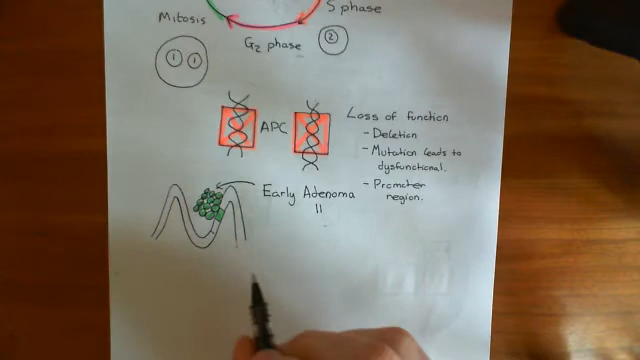 S phase
Mitosis
G2 phase
2
1 1
Loss of function
APC
- Deletion
- Mutation leads to
dysfunctional.
- Promoter
region.
Early Adenoma